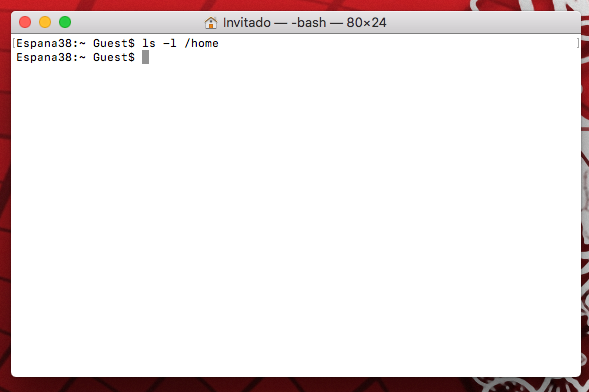 Invitado — -bash — 80×24
[Espana38:~ Guest$ ls -l /home ]
Espana38:~ Guest$